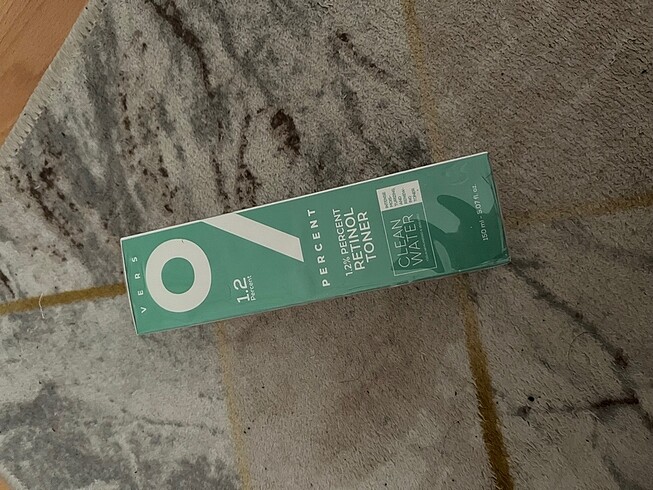 VERS
%
1.2
Percent
PERCENT
1.2% PERCENT
RETINOL
TONER
CLEAN
WATER
150 ml - 5.07 fl. oz.